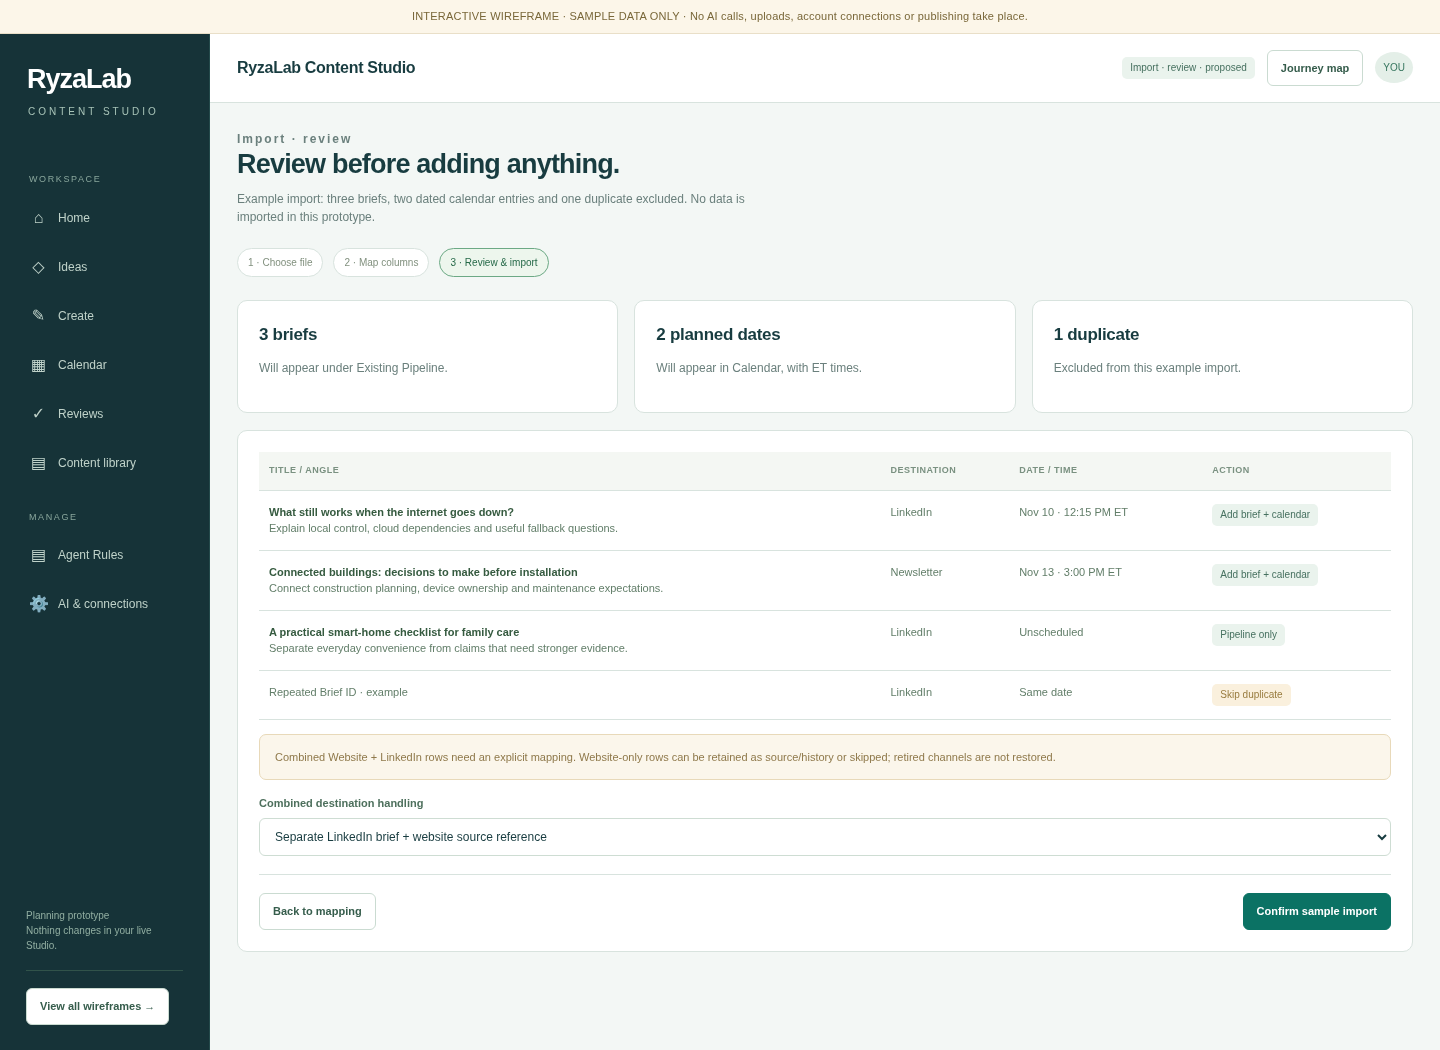 INTERACTIVE WIREFRAME · SAMPLE DATA ONLY · No AI calls, uploads, account connections or publishing take place.
RyzaLab
CONTENT STUDIO
WORKSPACE
Home
Ideas
Create
Calendar
Reviews
Content library
MANAGE
Agent Rules
AI & connections
Planning prototype
Nothing changes in your live
Studio.
View all wireframes →
RyzaLab Content Studio
Import · review · proposed
Journey map
YOU
Import · review
Review before adding anything.
Example import: three briefs, two dated calendar entries and one duplicate excluded. No data is
imported in this prototype.
1 · Choose file
2 · Map columns
3 · Review & import
3 briefs
Will appear under Existing Pipeline.
2 planned dates
Will appear in Calendar, with ET times.
1 duplicate
Excluded from this example import.
TITLE / ANGLE DESTINATION DATE / TIME ACTION
What still works when the internet goes down? LinkedIn Nov 10 · 12:15 PM ET Add brief + calendar
Explain local control, cloud dependencies and useful fallback questions.
Connected buildings: decisions to make before installation Newsletter Nov 13 · 3:00 PM ET Add brief + calendar
Connect construction planning, device ownership and maintenance expectations.
A practical smart-home checklist for family care LinkedIn Unscheduled Pipeline only
Separate everyday convenience from claims that need stronger evidence.
Repeated Brief ID · example LinkedIn Same date Skip duplicate
Combined Website + LinkedIn rows need an explicit mapping. Website-only rows can be retained as source/history or skipped; retired channels are not restored.
Combined destination handling
Separate LinkedIn brief + website source reference
Back to mapping
Confirm sample import